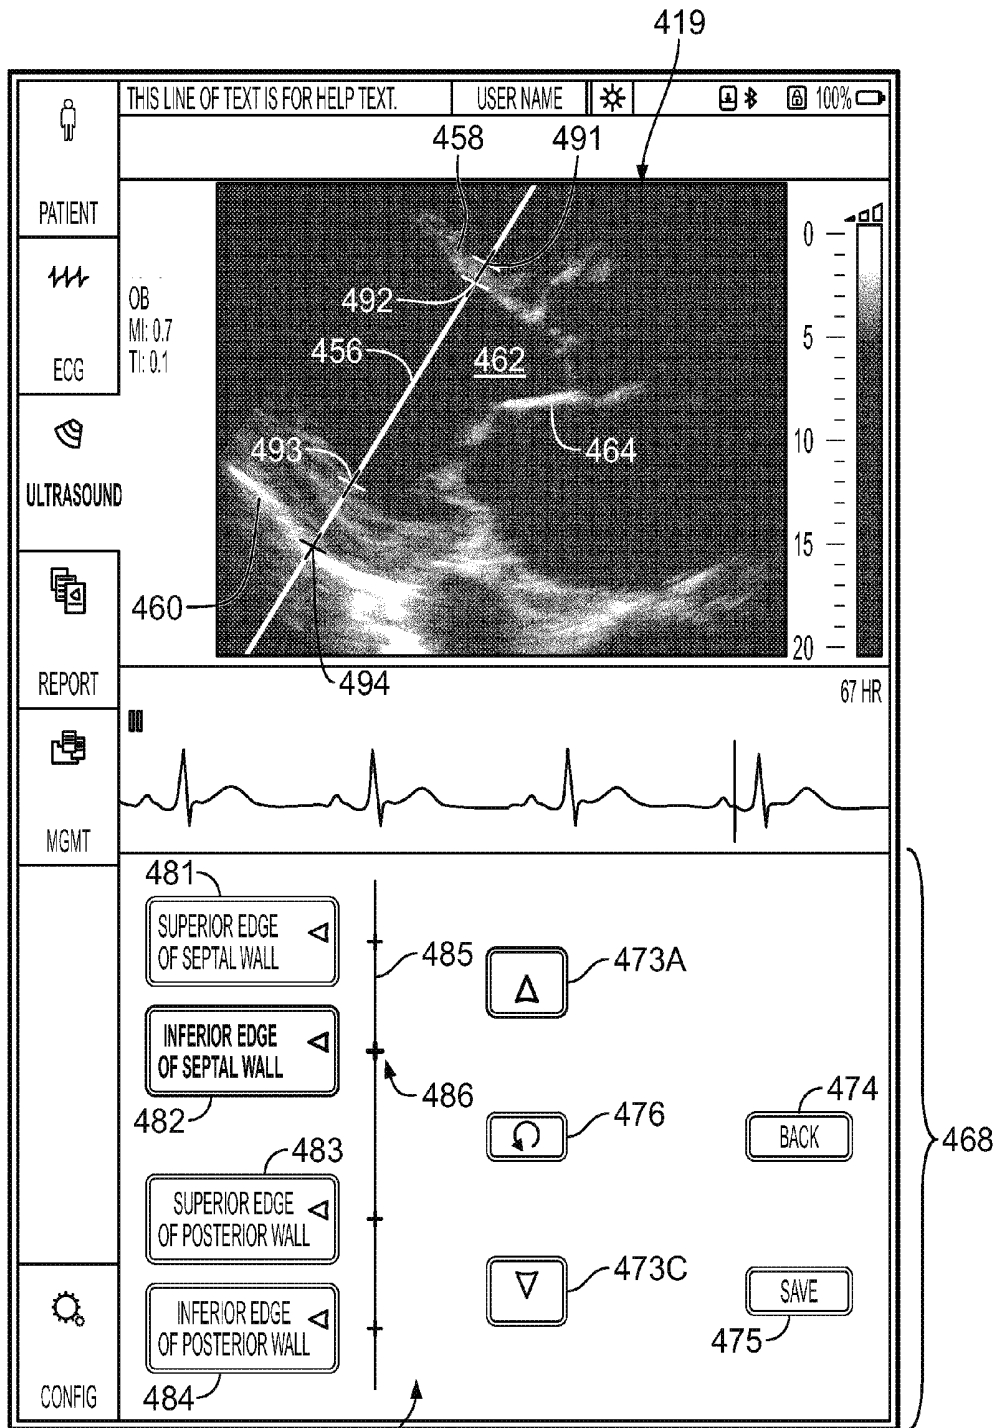 419
THIS LINE OF TEXT IS FOR HELP TEXT.
USER NAME
100%
458
491
PATIENT
0
OB
MI: 0.7
TI: 0.1
492
5
456
462
ECG
10
493
464
ULTRASOUND
15
460
20
494
REPORT
67 HR
MGMT
481
SUPERIOR EDGE
OF SEPTAL WALL
485
473A
INFERIOR EDGE
OF SEPTAL WALL
486
482
476
474
BACK
468
483
SUPERIOR EDGE
OF POSTERIOR WALL
473C
SAVE
475
INFERIOR EDGE
OF POSTERIOR WALL
484
CONFIG